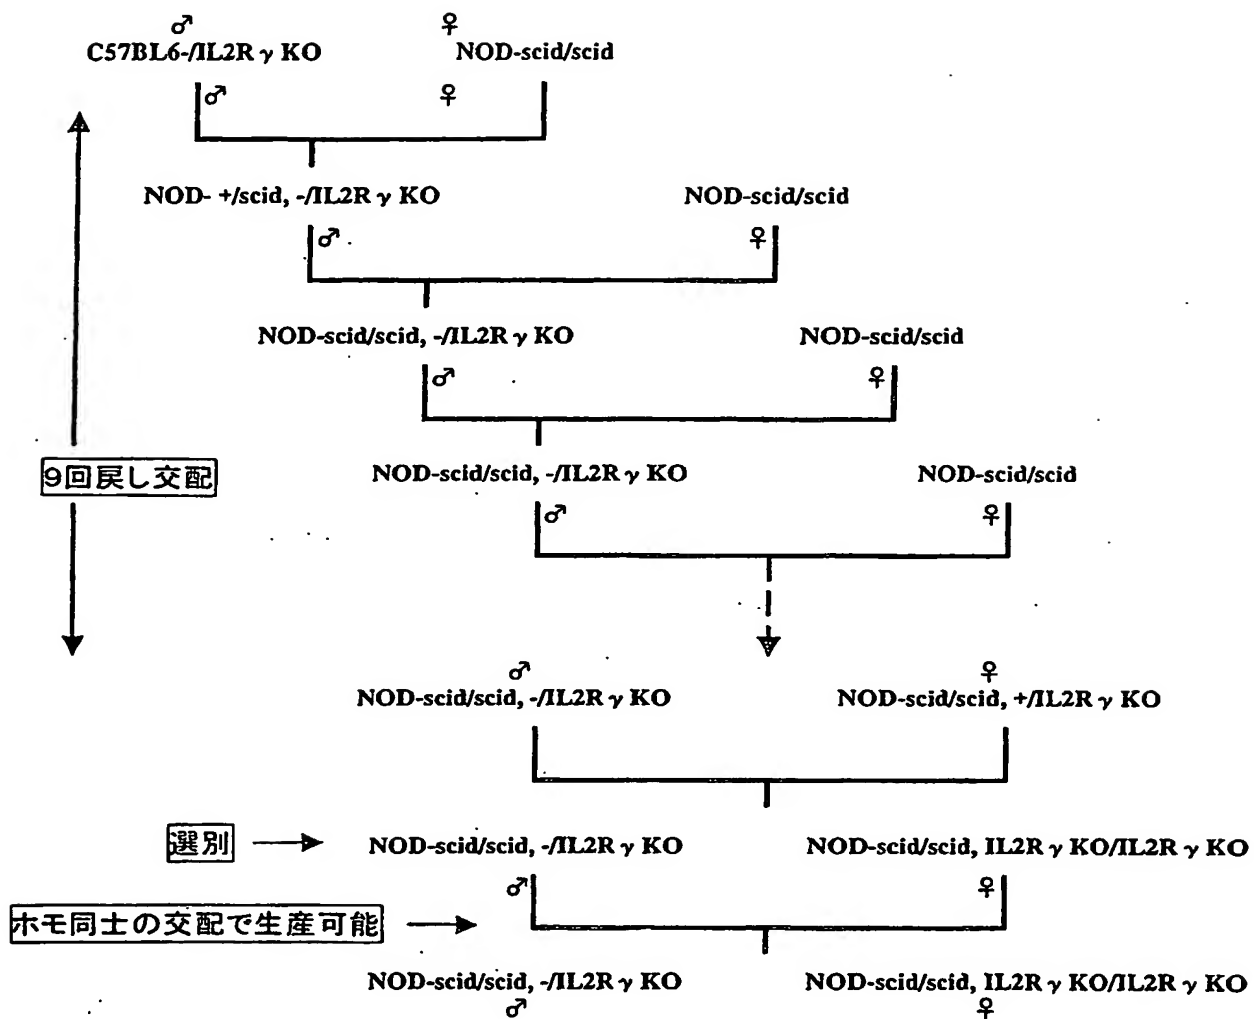 ♂ ♀
C57BL6-/IL2R γ KO NOD-scid/scid
♂ ♀
NOD- +/scid, -/IL2R γ KO NOD-scid/scid
♂ ♀
NOD-scid/scid, -/IL2R γ KO NOD-scid/scid
♂ ♀
9回戻し交配 NOD-scid/scid, -/IL2R γ KO NOD-scid/scid
♂ ♀
♂ ♀
NOD-scid/scid, -/IL2R γ KO NOD-scid/scid, +/IL2R γ KO
選別 NOD-scid/scid, -/IL2R γ KO NOD-scid/scid, IL2R γ KO/IL2R γ KO
♂ ♀
ホモ同士の交配で生産可能
NOD-scid/scid, -/IL2R γ KO NOD-scid/scid, IL2R γ KO/IL2R γ KO
♂ ♀